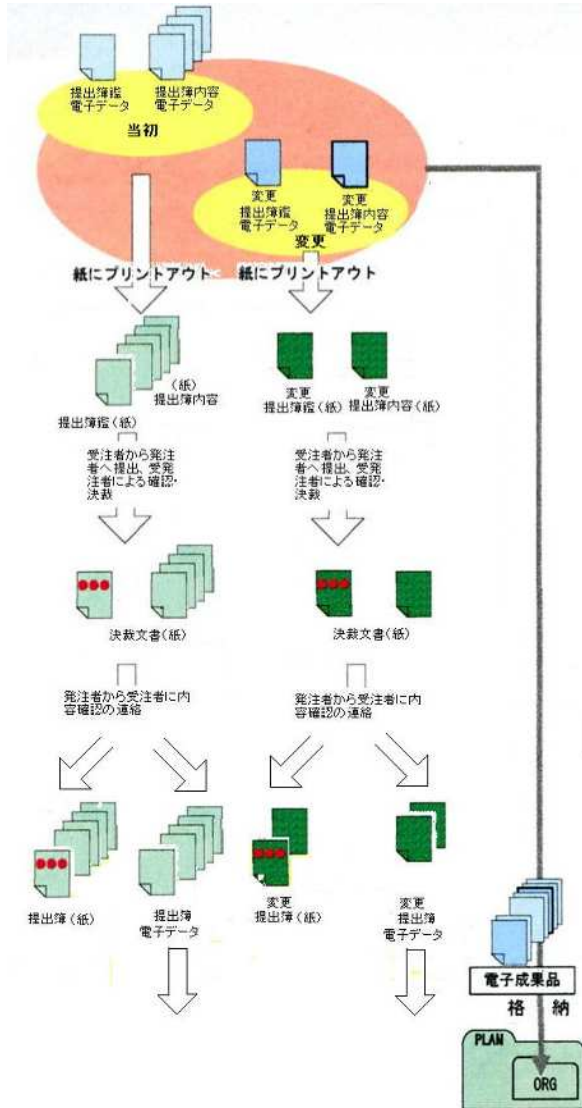 提出簿鑑
電子データ
提出簿内容
電子データ
当初
変更
提出簿鑑
電子データ
変更
提出簿内容
電子データ
変更
紙にプリントアウト
紙にプリントアウト
(紙)
提出簿内容
提出簿鑑(紙)
変更
提出簿鑑(紙)
変更
提出簿内容(紙)
受注者から発注
者へ提出、受発
注者による確認・
決裁
受注者から発注
者へ提出、受発
注者による確認・
決裁
決裁文書(紙)
決裁文書(紙)
発注者から受注者に内
容確認の連絡
発注者から受注者に内
容確認の連絡
提出簿(紙)
提出簿
電子データ
変更
提出簿(紙)
変更
提出簿
電子データ
電子成果品
格 納
PLAN
ORG